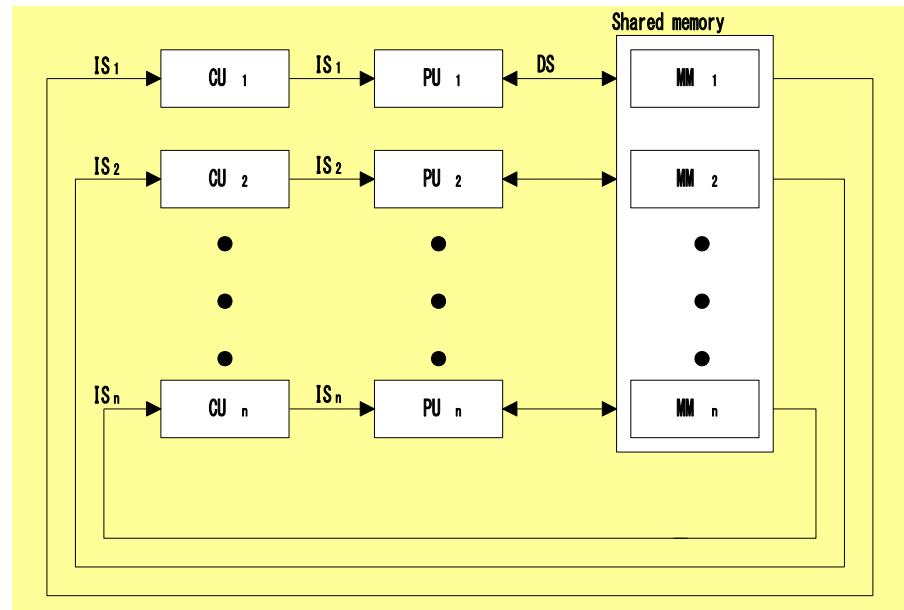 Shared memory
IS1 CU 1 IS1 PU 1 DS MM 1
IS2 CU 2 IS2 PU 2 MM 2
ISn CU n ISn PU n MM n